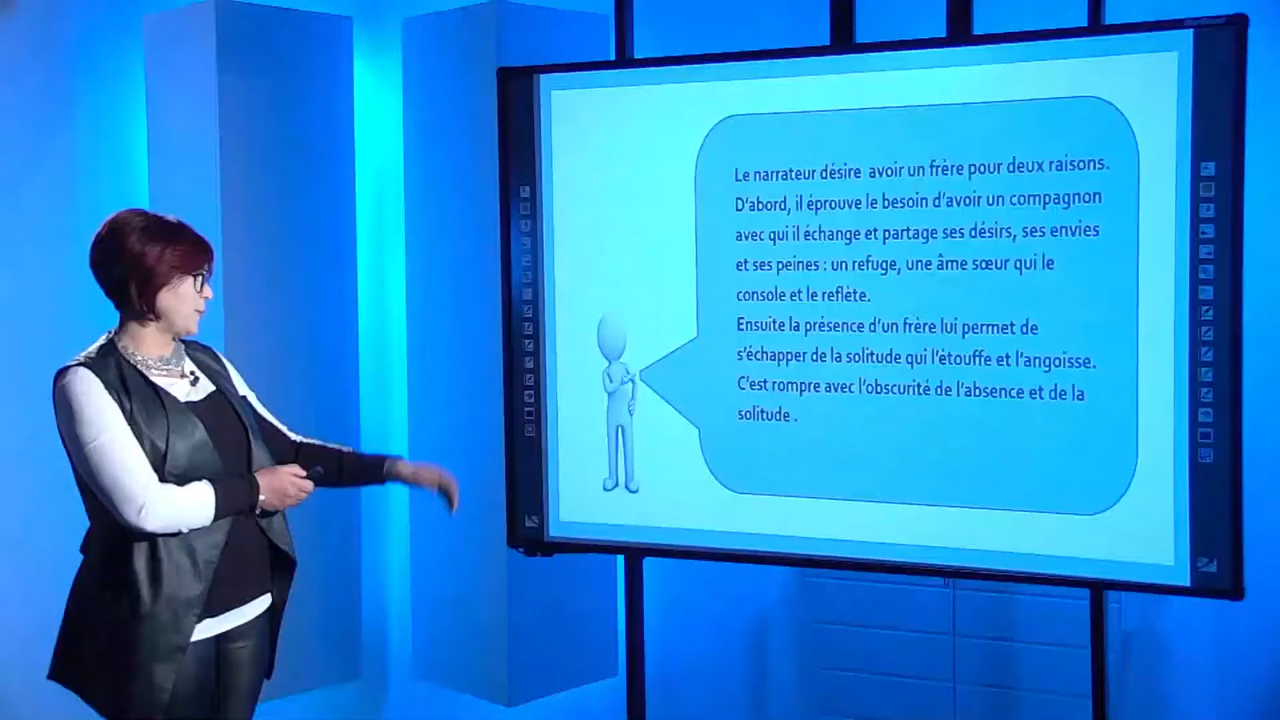 Le narrateur désire avoir un frère pour deux raisons.
D'abord, il éprouve le besoin d'avoir un compagnon
avec qui il échange et partage ses désirs, ses envies
et ses peines : un refuge, une âme sœur qui le
console et le reflète.
Ensuite la présence d'un frère lui permet de
s'échapper de la solitude qui l'étouffe et l'angoisse.
C'est rompre avec l'obscurité de l'absence et de la
solitude .